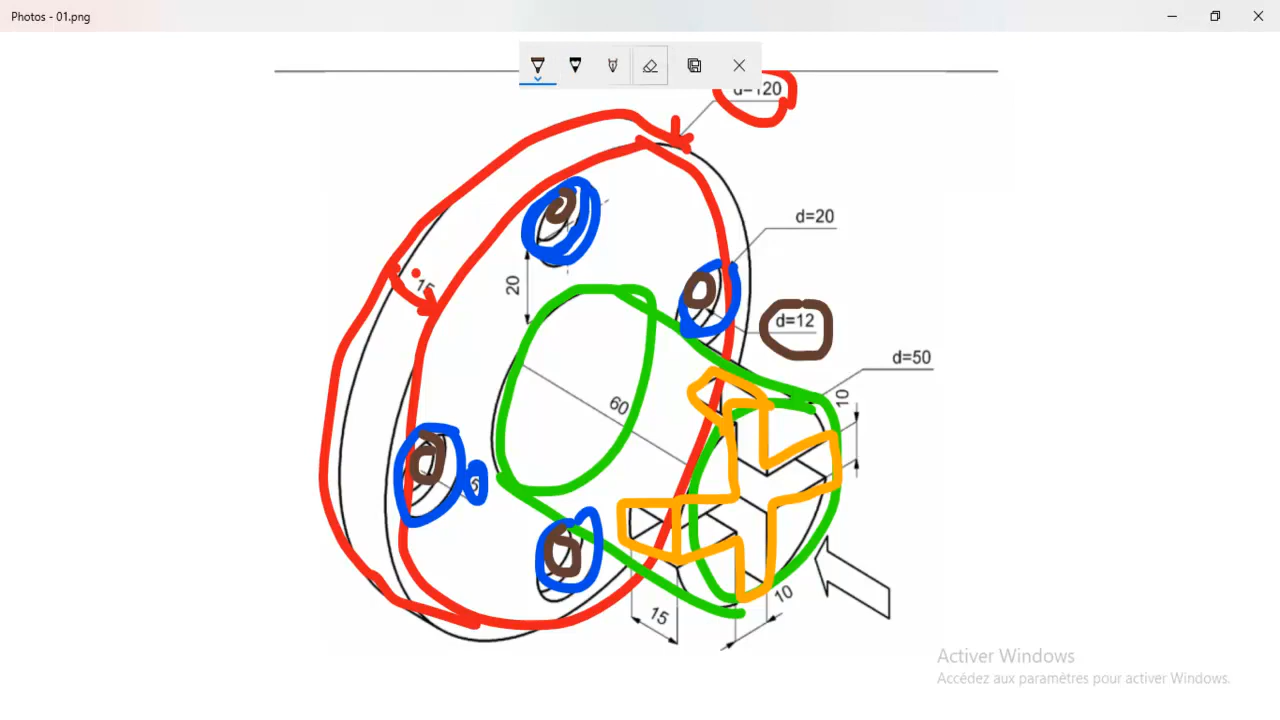 Photos - 01.png
d=120
d=20
15
20
d=12
d=50
10
60
5
10
15
Activer Windows
Accédez aux paramètres pour activer Windows.